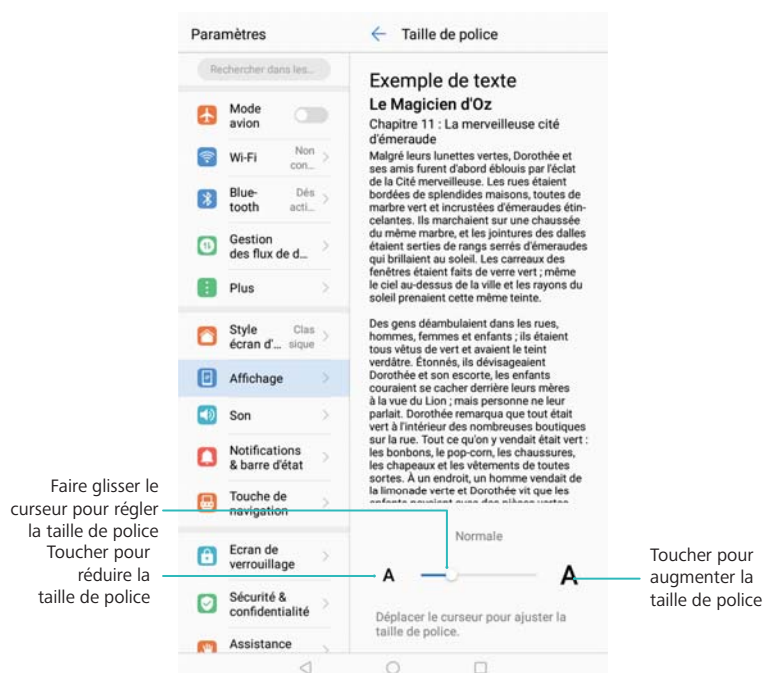 Paramètres
Rechercher dans les...
Mode
avion
Wi-Fi
Non
con...
Blue-
tooth
Dés
acti...
Gestion
des flux de d...
Plus
Style
écran d'...
Clas
sique
Affichage
Son
Notifications
& barre d'état
Touche de
navigation
Ecran de
verrouillage
Sécurité &
confidentialité
Assistance
Taille de police
Exemple de texte
Le Magicien d'Oz
Chapitre 11 : La merveilleuse cité
d'émeraude
Malgré leurs lunettes vertes, Dorothée et
ses amis furent d'abord éblouis par l'éclat
de la Cité merveilleuse. Les rues étaient
bordées de splendides maisons, toutes de
marbre vert et incrustées d'émeraudes étin-
celantes. Ils marchaient sur une chaussée
du même marbre, et les jointures des dalles
étaient serties de rangs serrés d'émeraudes
qui brillaient au soleil. Les carreaux des
fenêtres étaient faits de verre vert ; même
le ciel au-dessus de la ville et les rayons du
soleil prenaient cette même teinte.
Des gens déambulaient dans les rues,
hommes, femmes et enfants ; ils étaient
tous vêtus de vert et avaient le teint
verdâtre. Étonnés, ils dévisageaient
Dorothée et son escorte, les enfants
couraient se cacher derrière leurs mères
à la vue du Lion ; mais personne ne leur
parlait. Dorothée remarqua que tout était
vert à l'intérieur des nombreuses boutiques
sur la rue. Tout ce qu'on y vendait était vert :
les bonbons, le pop-corn, les chaussures,
les chapeaux et les vêtements de toutes
sortes. À un endroit, un homme vendait de
la limonade verte et Dorothée vit que les
Normale
A
A
Déplacer le curseur pour ajuster la
taille de police.
Faire glisser le
curseur pour régler
la taille de police
Toucher pour
réduire la
taille de police
Toucher pour
augmenter la
taille de police